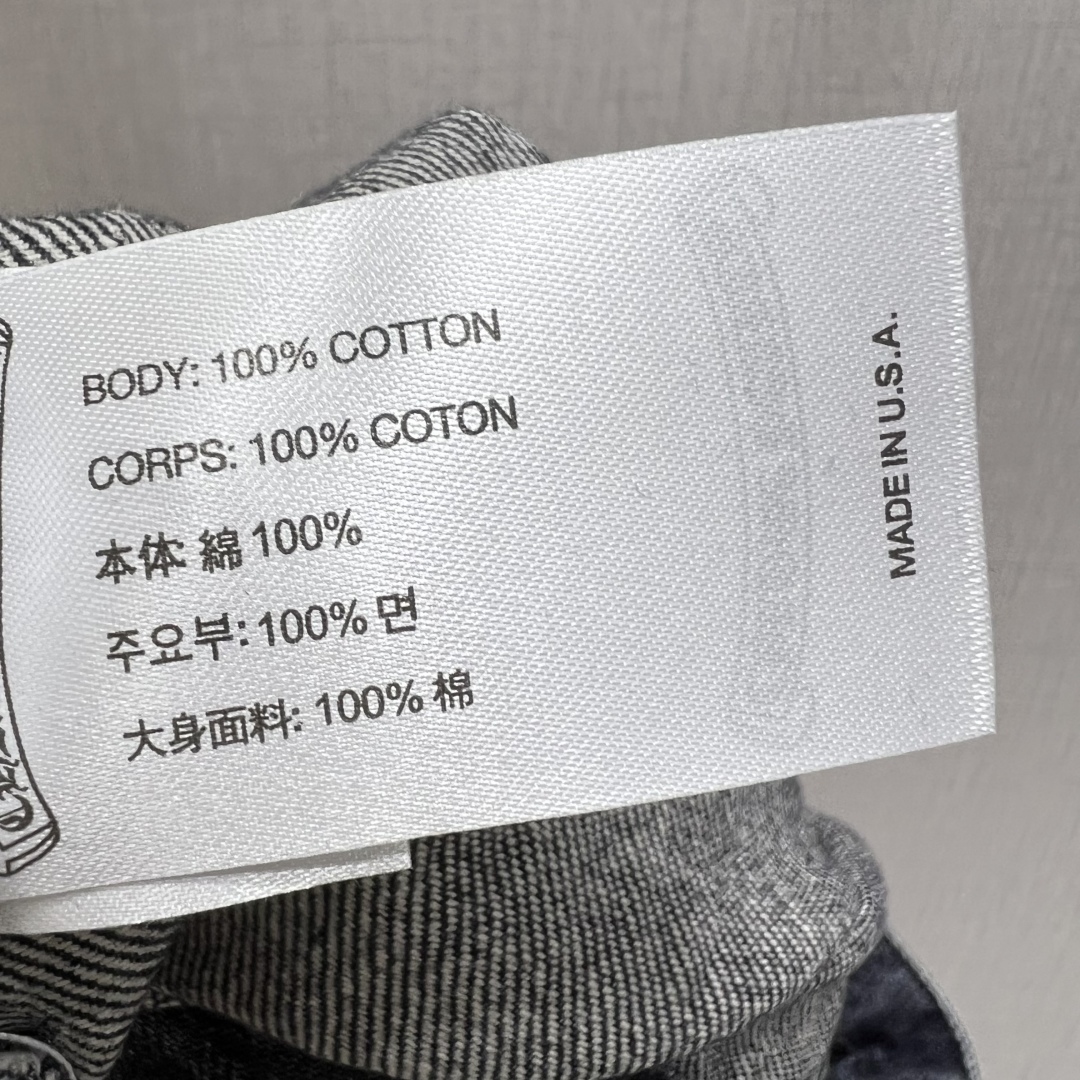 BODY: 100% COTTON
CORPS: 100% COTON
本体 綿 100%
주요부: 100% 면
大身面料: 100% 棉
MADE IN U.S.A.